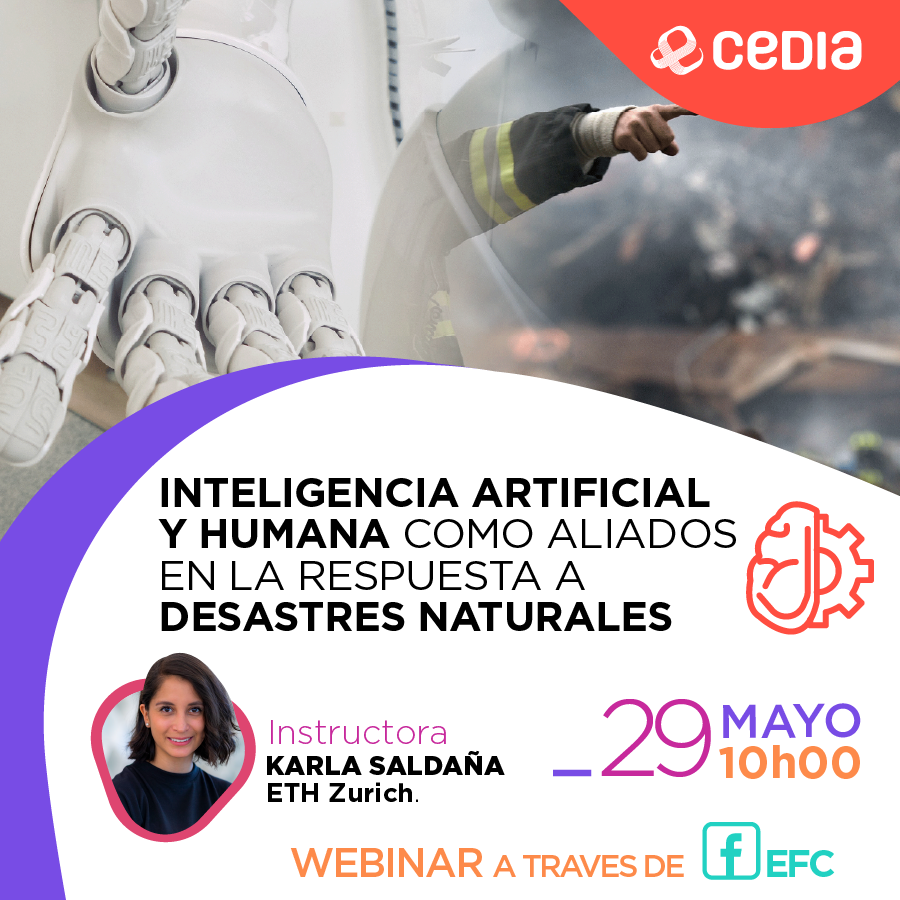 CEDIA
INTELIGENCIA ARTIFICIAL
Y HUMANA COMO ALIADOS
EN LA RESPUESTA A
DESASTRES NATURALES
Instructora
KARLA SALDAÑA
ETH Zurich.
_29 MAYO
10h00
WEBINAR A TRAVES DE f EFC